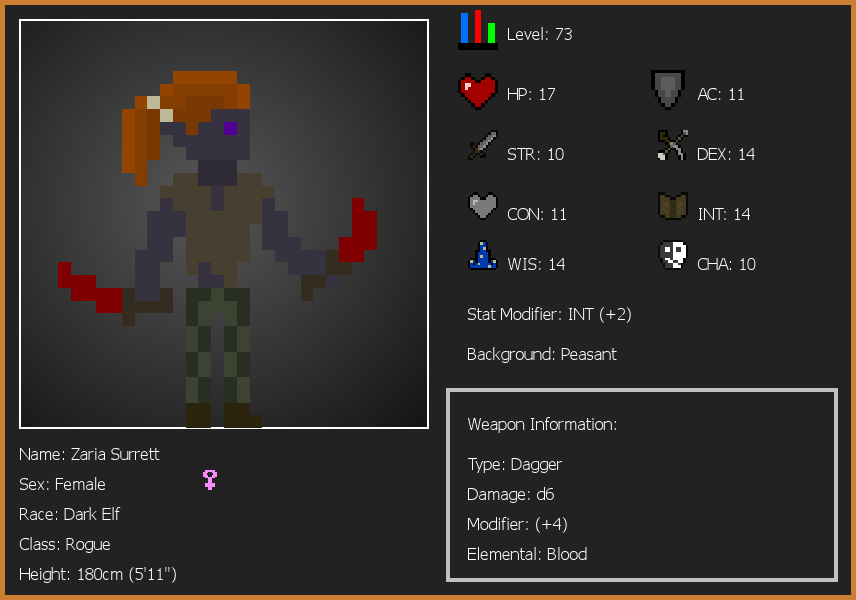 Level: 73
HP: 17
AC: 11
STR: 10
DEX: 14
CON: 11
INT: 14
WIS: 14
CHA: 10
Stat Modifier: INT (+2)
Background: Peasant
Weapon Information:
Type: Dagger
Damage: d6
Modifier: (+4)
Elemental: Blood
Name: Zaria Surrett
Sex: Female
Race: Dark Elf
Class: Rogue
Height: 180cm (5'11")